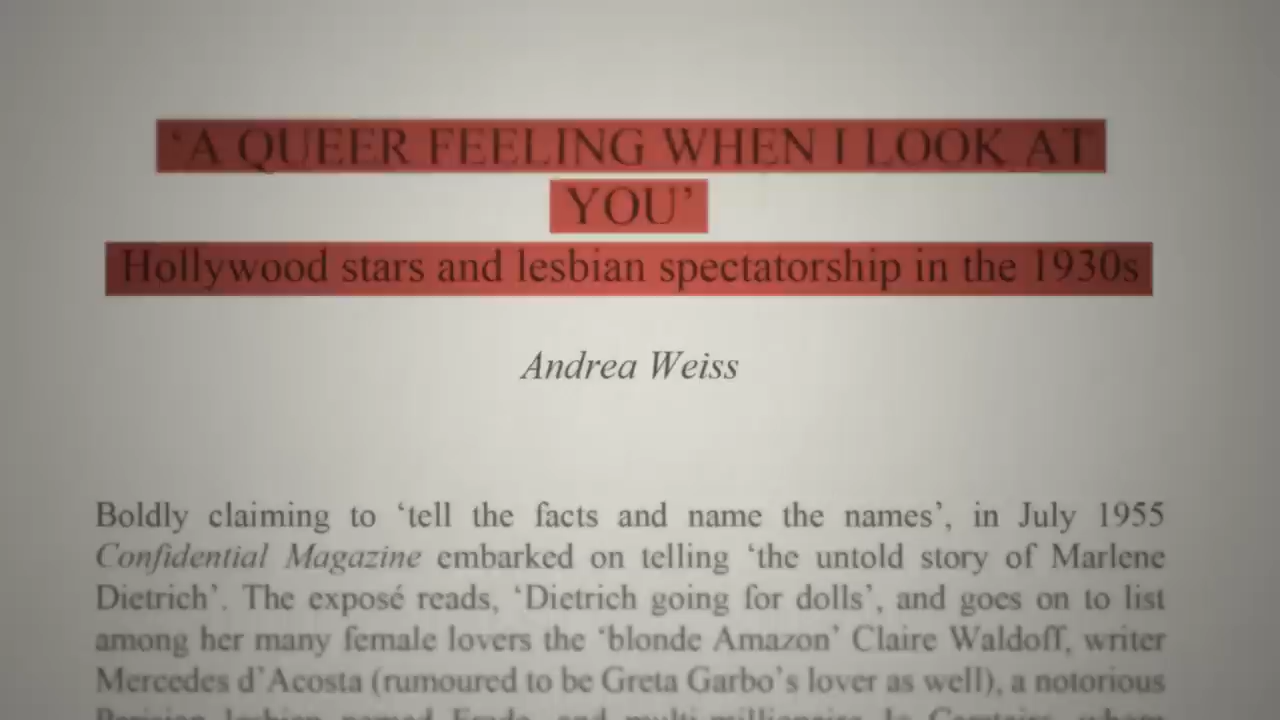 ‘A QUEER FEELING WHEN I LOOK AT
YOU’
Hollywood stars and lesbian spectatorship in the 1930s
Andrea Weiss
Boldly claiming to ‘tell the facts and name the names’, in July 1955
Confidential Magazine embarked on telling ‘the untold story of Marlene
Dietrich’. The exposé reads, ‘Dietrich going for dolls’, and goes on to list
among her many female lovers the ‘blonde Amazon’ Claire Waldoff, writer
Mercedes d’Acosta (rumoured to be Greta Garbo’s lover as well), a notorious